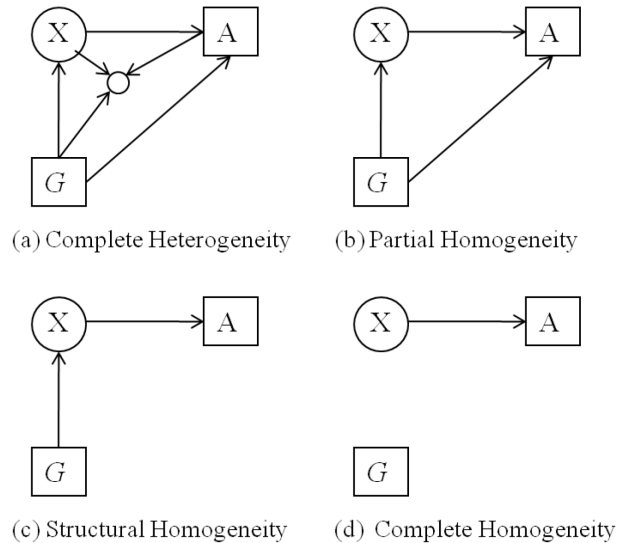 X A X A
G G
(a) Complete Heterogeneity (b) Partial Homogeneity
X A X A
G G
(c) Structural Homogeneity (d) Complete Homogeneity